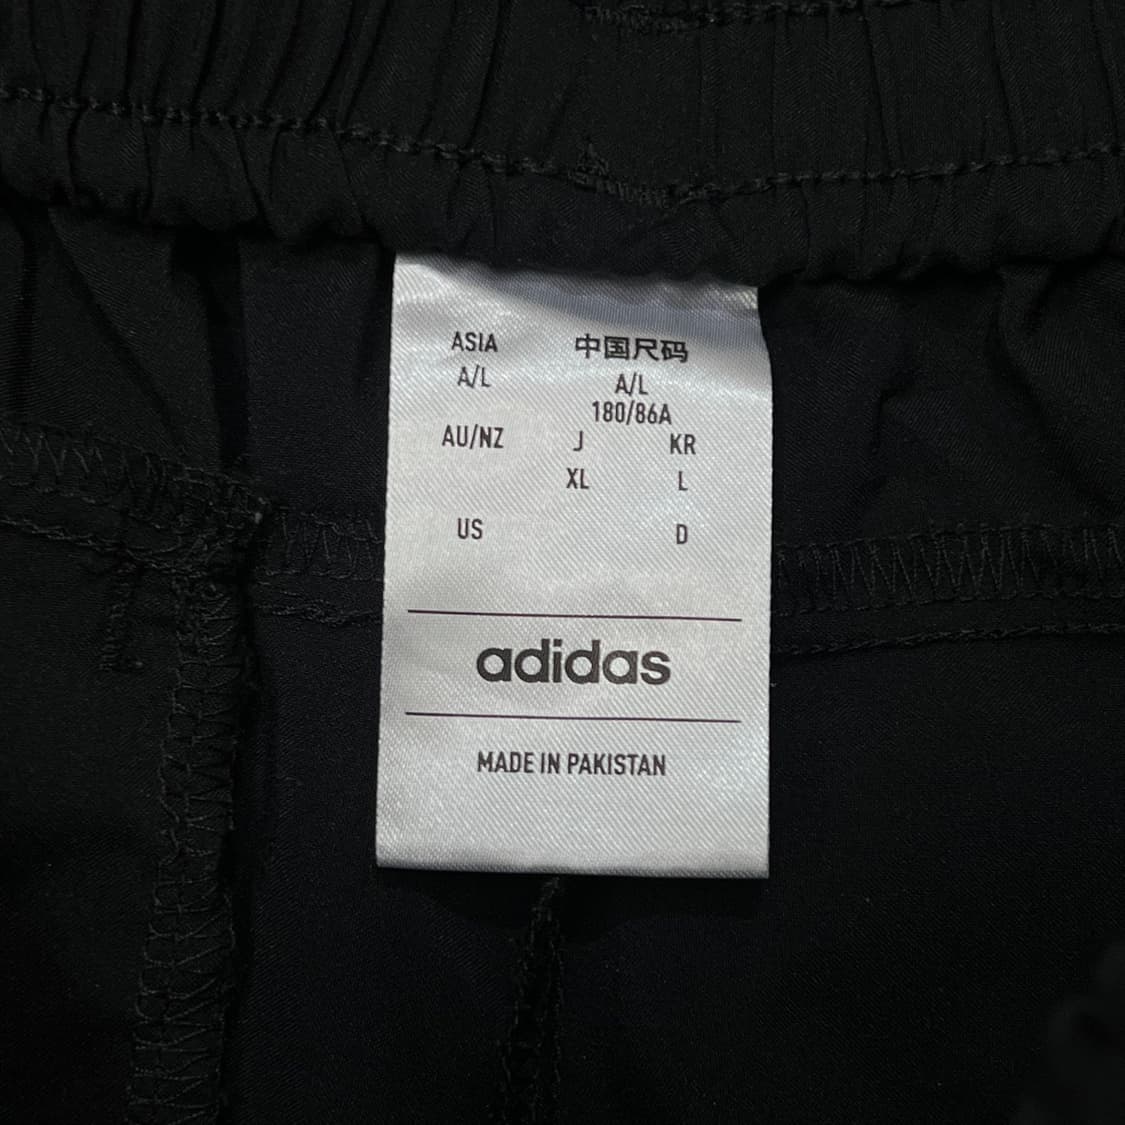 ASIA 中国尺码
A/L A/L
180/86A
AU/NZ J KR
XL L
US D
adidas
MADE IN PAKISTAN